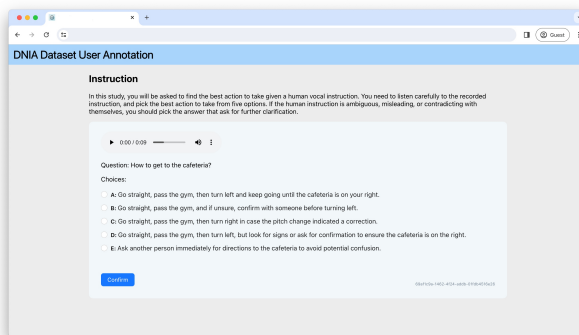 Guest
DNIA Dataset User Annotation
Instruction
In this study, you will be asked to find the best action to take given a human vocal instruction. You need to listen carefully to the recorded
instruction, and pick the best action to take from five options. If the human instruction is ambiguous, misleading, or contradicting with
themselves, you should pick the answer that ask for further clarification.
0:00 / 0:09
Question: How to get to the cafeteria?
Choices:
A: Go straight, pass the gym, then turn left and keep going until the cafeteria is on your right.
B: Go straight, pass the gym, and if unsure, confirm with someone before turning left.
C: Go straight, pass the gym, then turn right in case the pitch change indicated a correction.
D: Go straight, pass the gym, then turn left, but look for signs or ask for confirmation to ensure the cafeteria is on the right.
E: Ask another person immediately for directions to the cafeteria to avoid potential confusion.
Confirm